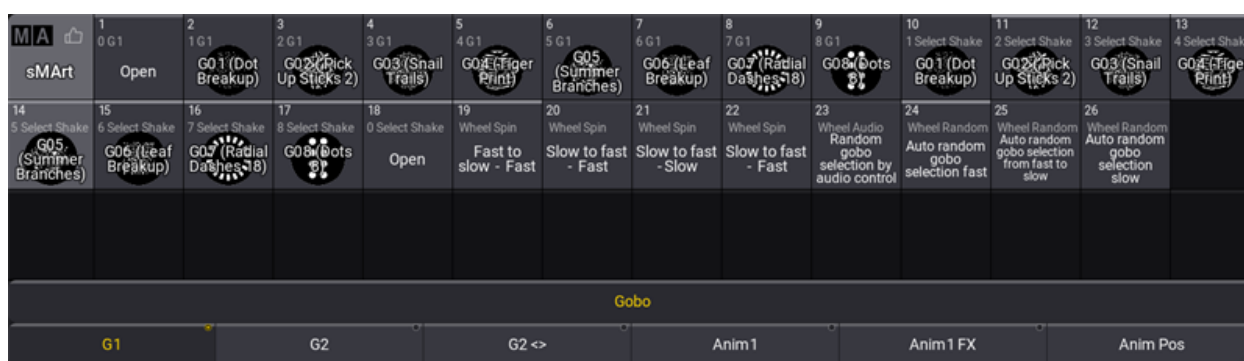 MA
sMArt
1
0 G1
Open
2
1 G1
G01 (Dot
Breakup)
3
2 G1
G02 (Pick
Up Sticks 2)
4
3 G1
G03 (Snail
Trails)
5
4 G1
G04 (Tiger
Print)
6
5 G1
G05
(Summer
Branches)
7
6 G1
G06 (Leaf
Breakup)
8
7 G1
G07 (Radial
Dashes 18)
9
8 G1
G08 (Dots
8)
10
1 Select Shake
G01 (Dot
Breakup)
11
2 Select Shake
G02 (Pick
Up Sticks 2)
12
3 Select Shake
G03 (Snail
Trails)
13
4 Select Shak
G04 (Tige
Print)
14
5 Select Shake
G05
(Summer
Branches)
15
6 Select Shake
G06 (Leaf
Breakup)
16
7 Select Shake
G07 (Radial
Dashes 18)
17
8 Select Shake
G08 (Dots
8)
18
0 Select Shake
Open
19
Wheel Spin
Fast to
slow - Fast
20
Wheel Spin
Slow to fast
- Fast
21
Wheel Spin
Slow to fast
- Slow
22
Wheel Spin
Slow to fast
- Fast
23
Wheel Audio
Random
gobo
selection by
audio control
24
Wheel Random
Auto random
gobo
selection fast
25
Wheel Random
Auto random
gobo selection
from fast to
slow
26
Wheel Random
Auto random
gobo
selection
slow
Gobo
G1
G2
G2 <>
Anim1
Anim1 FX
Anim Pos